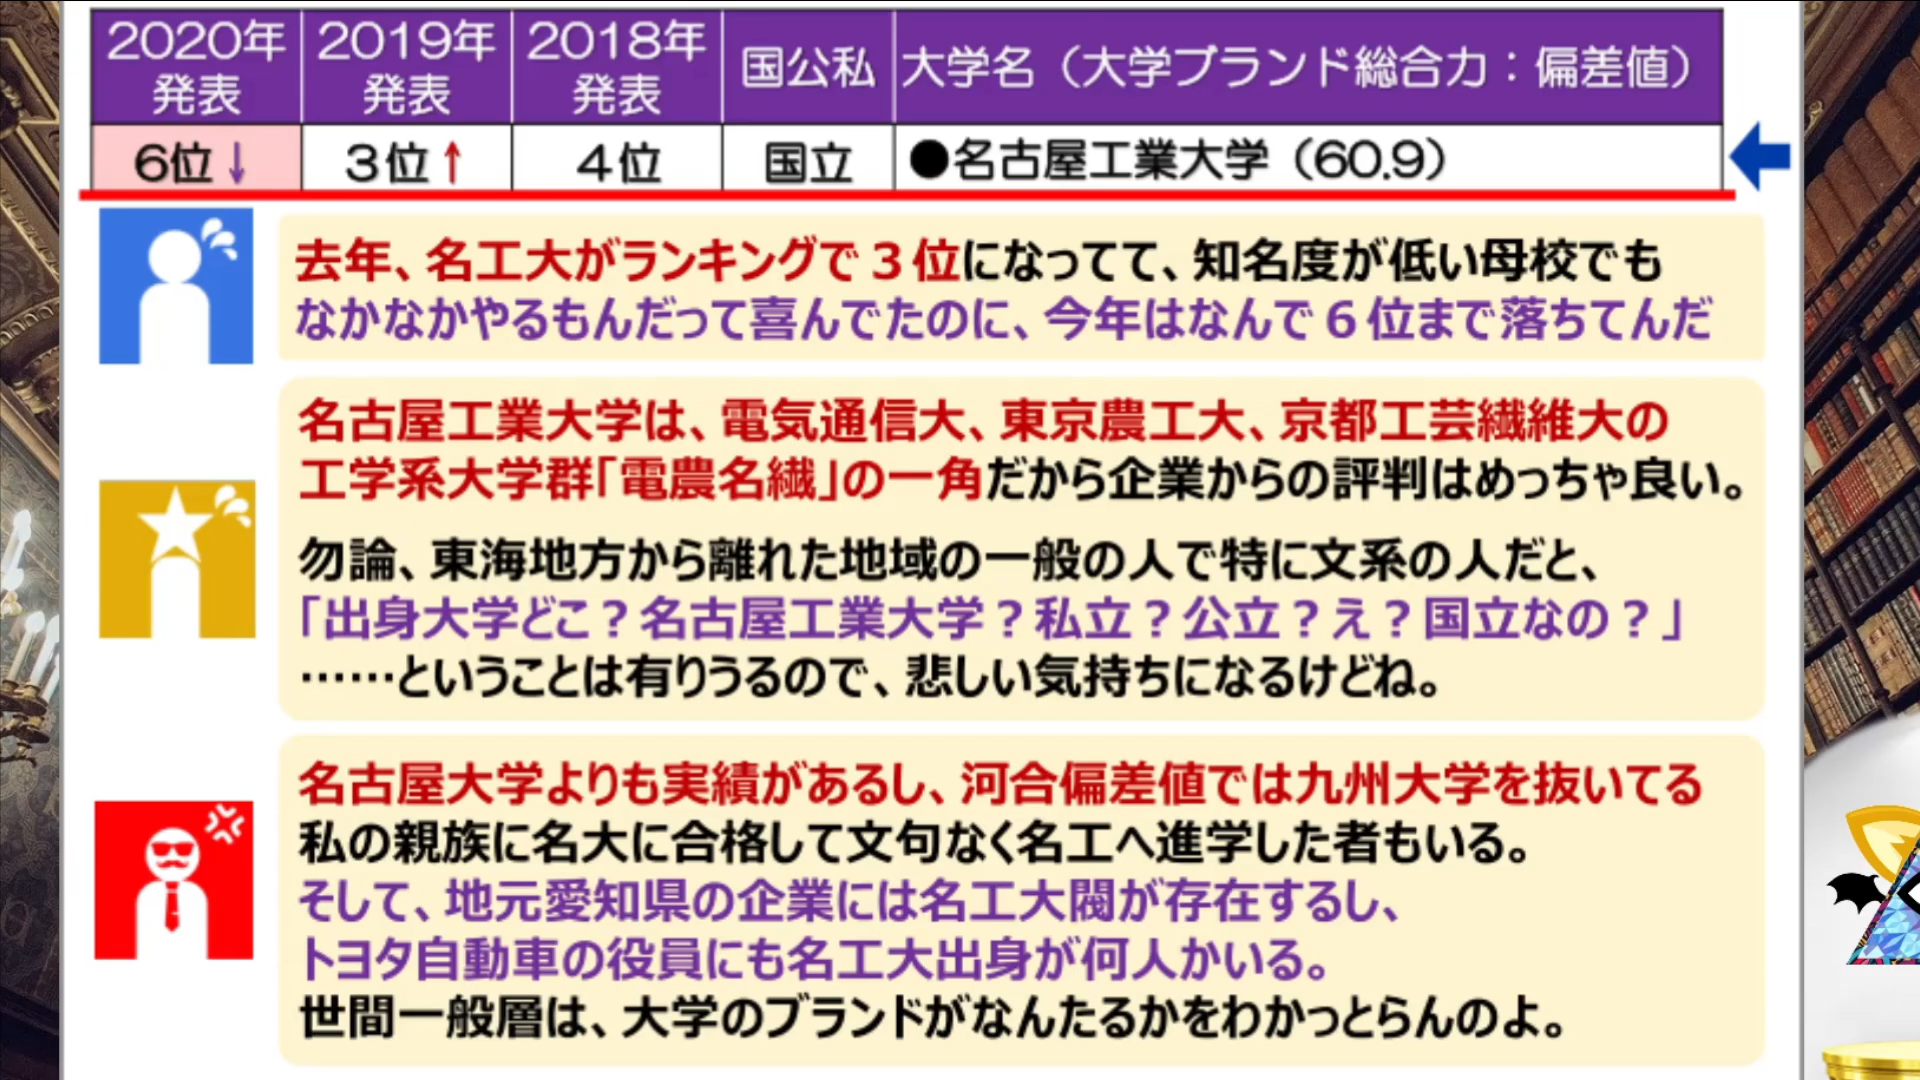 2020年 2019年 2018年 国公私 大学名（大学ブランド総合力：偏差値）
発表 発表 発表
6位↓ 3位↑ 4位 国立 ●名古屋工業大学（60.9）
去年、名工大がランキングで3位になってて、知名度が低い母校でも
なかなかやるもんだって喜んでたのに、今年はなんで6位まで落ちてんだ
名古屋工業大学は、電気通信大、東京農工大、京都工芸繊維大の
工学系大学群「電農名繊」の一角だから企業からの評判はめっちゃ良い。
勿論、東海地方から離れた地域の一般の人で特に文系の人だと、
「出身大学どこ？名古屋工業大学？私立？公立？え？国立なの？」
……ということは有りうるので、悲しい気持ちになるけどね。
名古屋大学よりも実績があるし、河合偏差値では九州大学を抜いてる
私の親族に名大に合格して文句なく名工へ進学した者もいる。
そして、地元愛知県の企業には名工大閥が存在するし、
トヨタ自動車の役員にも名工大出身が何人かいる。
世間一般層は、大学のブランドがなんたるかをわかっとらんのよ。